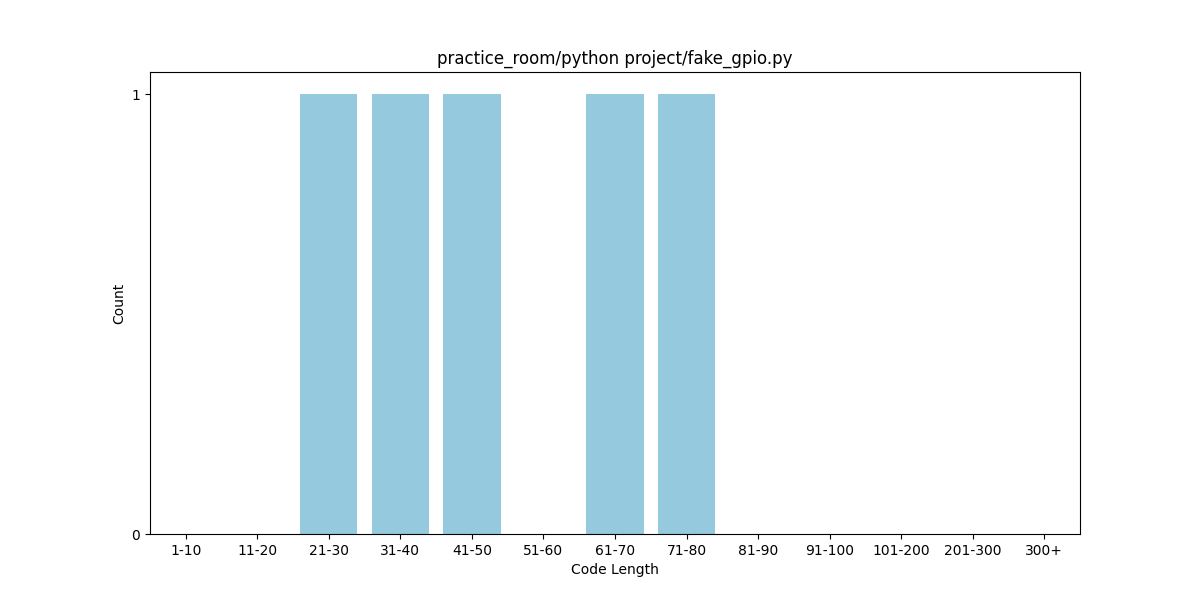 practice_room/python project/fake_gpio.py
1
Count
0
1-10 11-20 21-30 31-40 41-50 51-60 61-70 71-80 81-90 91-100 101-200 201-300 300+
Code Length